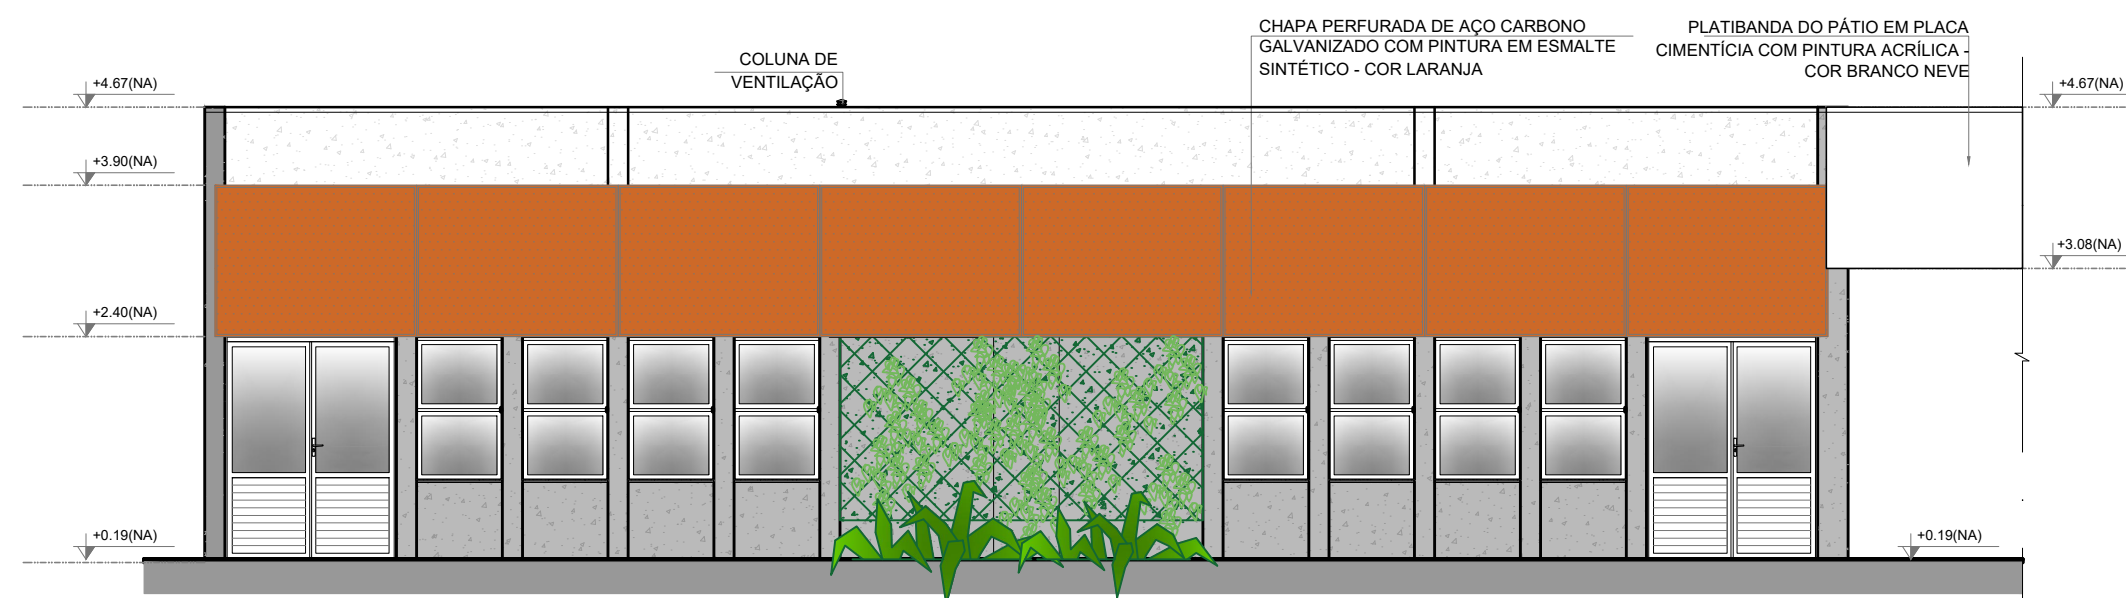 CHAPA PERFURADA DE AÇO CARBONO
GALVANIZADO COM PINTURA EM ESMALTE
SINTÉTICO - COR LARANJA
PLATIBANDA DO PÁTIO EM PLACA
CIMENTÍCIA COM PINTURA ACRÍLICA -
COR BRANCO NEVE
COLUNA DE
VENTILAÇÃO
+4.67(NA)
+4.67(NA)
+3.90(NA)
+3.08(NA)
+2.40(NA)
+0.19(NA)
+0.19(NA)